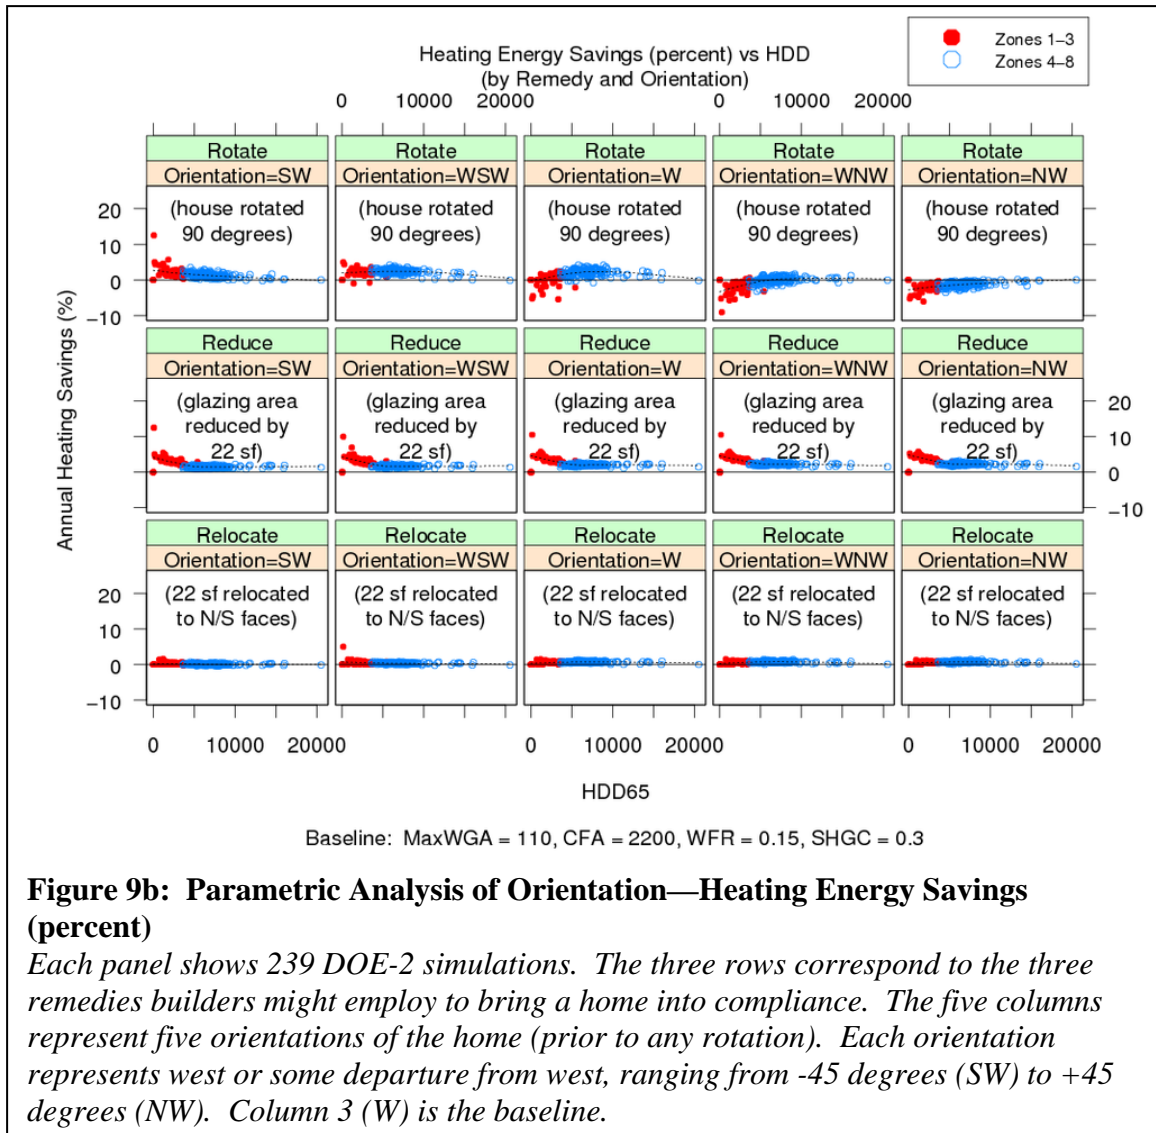 Heating Energy Savings (percent) vs HDD
(by Remedy and Orientation)
Zones 1–3
Zones 4–8
0 10000 20000 0 10000 20000
Rotate Rotate Rotate Rotate Rotate
Orientation=SW Orientation=WSW Orientation=W Orientation=WNW Orientation=NW
(house rotated (house rotated (house rotated (house rotated (house rotated
90 degrees) 90 degrees) 90 degrees) 90 degrees) 90 degrees)
20
10
0
−10
Annual Heating Savings (%)
Reduce Reduce Reduce Reduce Reduce
Orientation=SW Orientation=WSW Orientation=W Orientation=WNW Orientation=NW
(glazing area (glazing area (glazing area (glazing area (glazing area
reduced by reduced by reduced by reduced by reduced by
22 sf) 22 sf) 22 sf) 22 sf) 22 sf)
20
10
0
−10
Relocate Relocate Relocate Relocate Relocate
Orientation=SW Orientation=WSW Orientation=W Orientation=WNW Orientation=NW
(22 sf relocated (22 sf relocated (22 sf relocated (22 sf relocated (22 sf relocated
to N/S faces) to N/S faces) to N/S faces) to N/S faces) to N/S faces)
20
10
0
−10
0 10000 20000 0 10000 20000 0 10000 20000
HDD65
Baseline: MaxWGA = 110, CFA = 2200, WFR = 0.15, SHGC = 0.3
Figure 9b: Parametric Analysis of Orientation—Heating Energy Savings
(percent)
Each panel shows 239 DOE-2 simulations. The three rows correspond to the three
remedies builders might employ to bring a home into compliance. The five columns
represent five orientations of the home (prior to any rotation). Each orientation
represents west or some departure from west, ranging from -45 degrees (SW) to +45
degrees (NW). Column 3 (W) is the baseline.